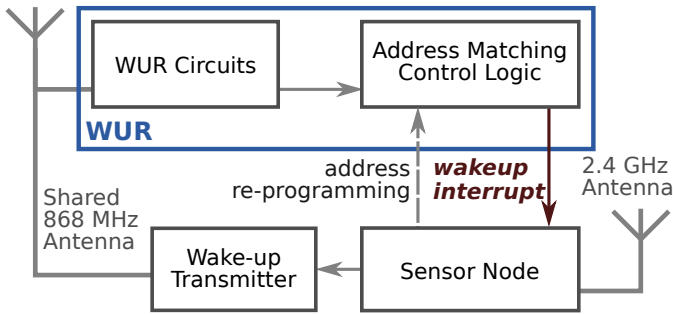 WUR Circuits
Address Matching
Control Logic
WUR
address
re-programming
wakeup
interrupt
2.4 GHz
Antenna
Shared
868 MHz
Antenna
Wake-up
Transmitter
Sensor Node